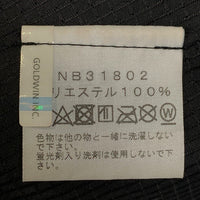 GOLDWIN INC.
NB31802
リエステル100%
色物は他の物と一緒に洗濯しない
で下さい。
蛍光剤入り洗剤は使用しないで下
さい。